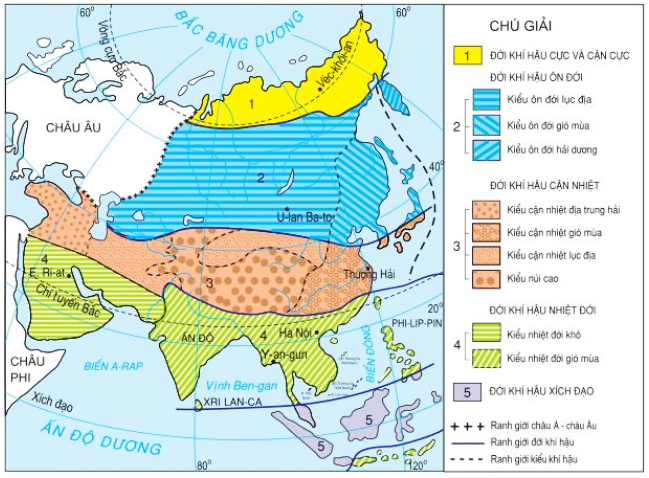 60°
BẮC BĂNG DƯƠNG
60°
Vòng cực Bắc
Vec-khôi-an
1
CHÂU ÂU
2
40°
U-lan Ba-to
4
E. Ri-at
3
Thượng Hải
Chí tuyến Bắc
20°
ẤN ĐỘ
4
Hà Nội
PHI-LIP-PIN
Y-an-gun
BIỂN ĐÔNG
CHÂU
PHI
BIỂN A-RAP
Vịnh Ben-gan
XRI LAN-CA
Xích đạo
5
ẤN ĐỘ DƯƠNG
5
80°
120°
CHÚ GIẢI
1 ĐỚI KHÍ HẬU CỰC VÀ CẬN CỰC
ĐỚI KHÍ HẬU ÔN ĐỚI
Kiểu ôn đới lục địa
2 Kiểu ôn đới gió mùa
Kiểu ôn đới hải dương
ĐỚI KHÍ HẬU CẬN NHIỆT
Kiểu cận nhiệt địa trung hải
Kiểu cận nhiệt gió mùa
3
Kiểu cận nhiệt lục địa
Kiểu núi cao
ĐỚI KHÍ HẬU NHIỆT ĐỚI
Kiểu nhiệt đới khô
4
Kiểu nhiệt đới gió mùa
5 ĐỚI KHÍ HẬU XÍCH ĐẠO
Ranh giới châu Á - châu Âu
Ranh giới đới khí hậu
Ranh giới kiểu khí hậu